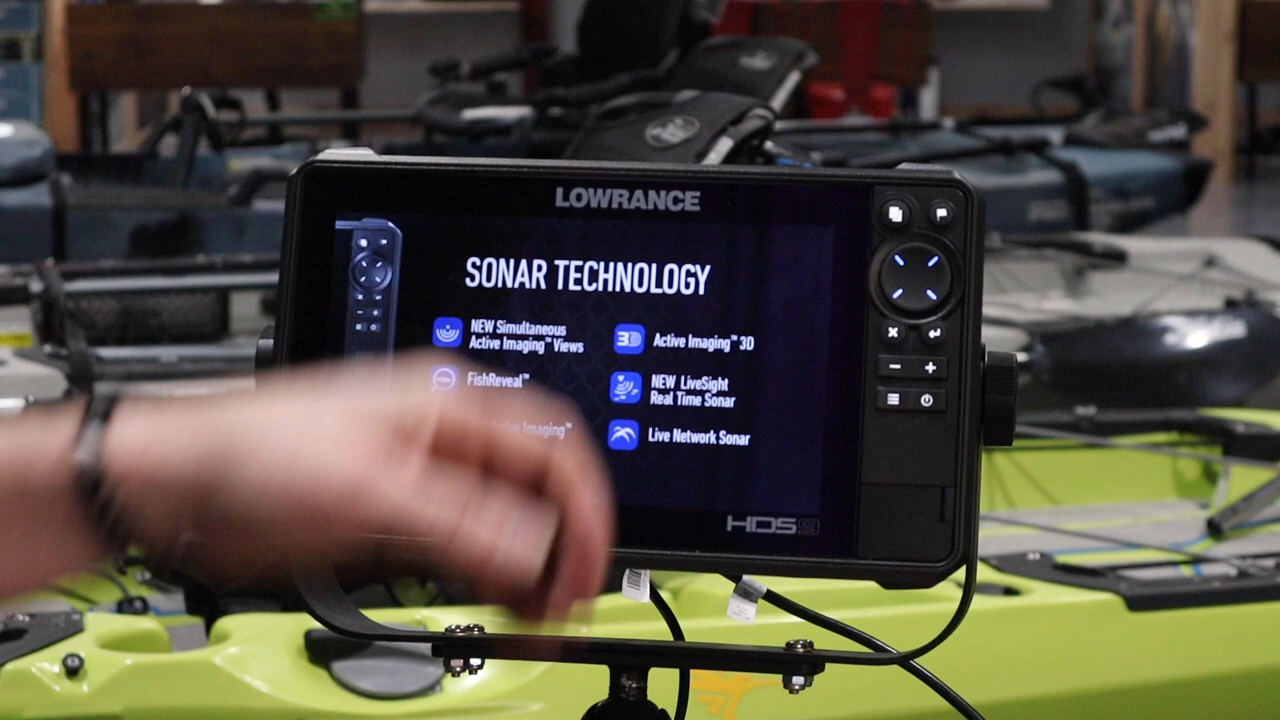 LOWRANCE
SONAR TECHNOLOGY
NEW Simultaneous
Active Imaging™ Views
FishReveal™
Imaging™
Active Imaging™ 3D
NEW LiveSight
Real Time Sonar
Live Network Sonar
HDS9